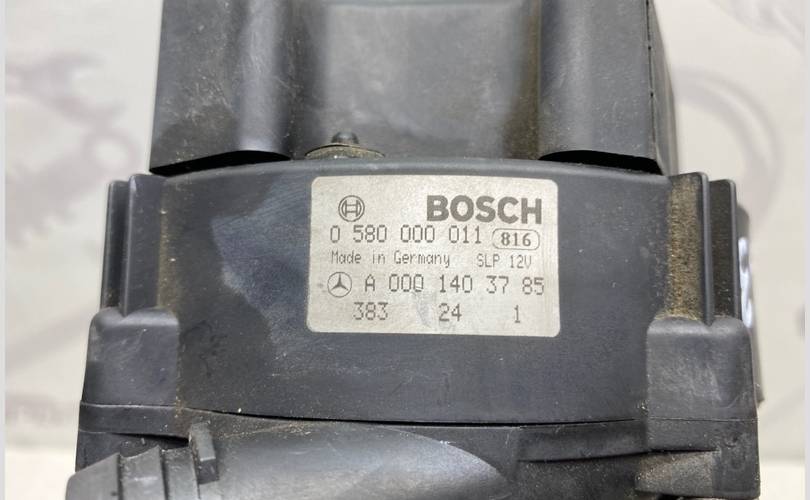 BOSCH
0 580 000 011 816
Made in Germany SLP 12V
A 000 140 37 85
383 24 1